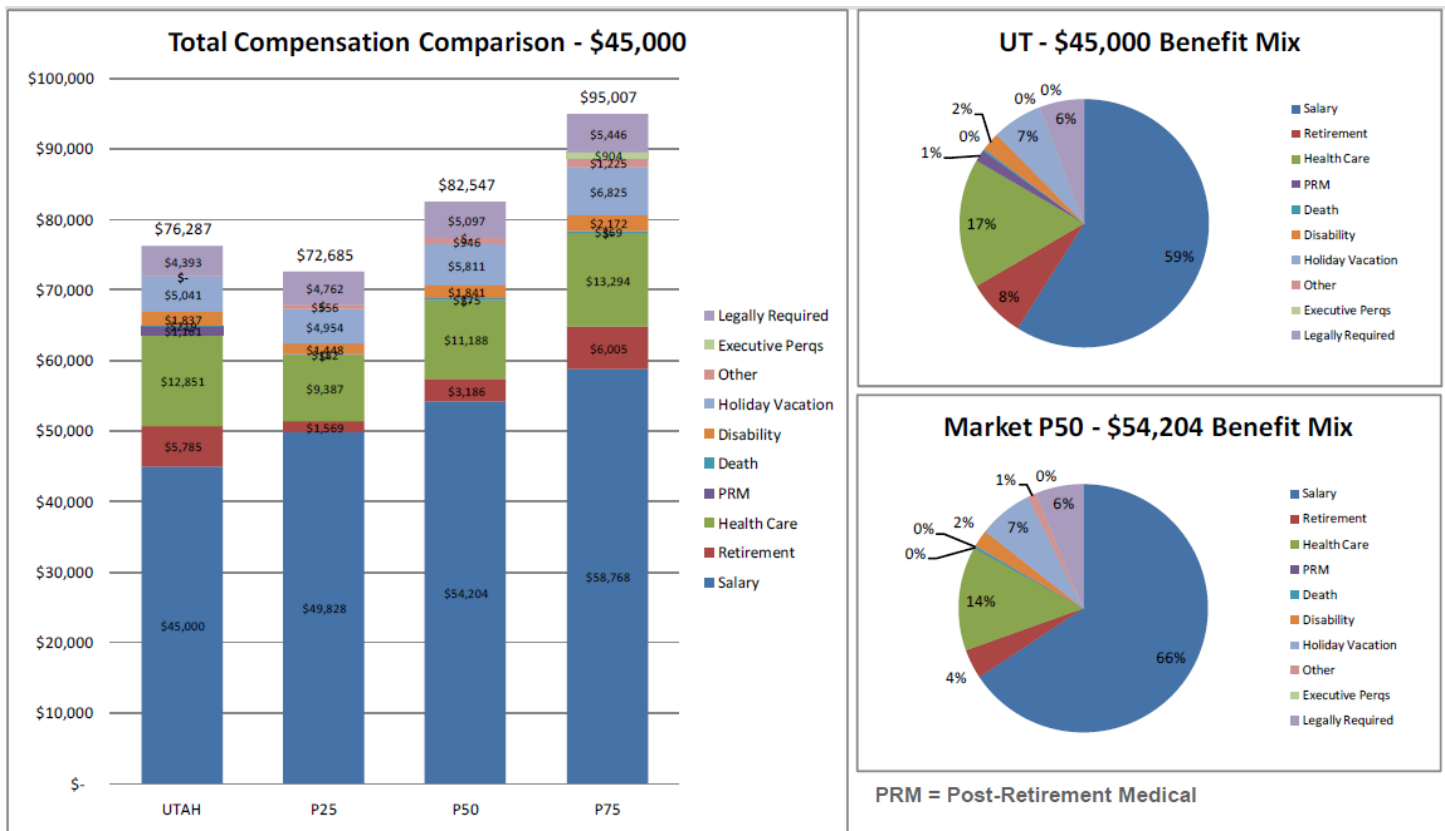 Total Compensation Comparison - $45,000
$100,000
$90,000
$80,000
$70,000
$60,000
$50,000
$40,000
$30,000
$20,000
$10,000
$-
$76,287
$4,393
$-
$5,041
$1,837
$1,161
$12,851
$5,785
$45,000
UTAH
$72,685
$4,762
$556
$4,954
$1,448
$9,387
$1,569
$49,828
P25
$82,547
$5,097
$946
$5,811
$1,841
$11,188
$3,186
$54,204
P50
$95,007
$5,446
$904
$1,225
$6,825
$2,172
$13,294
$6,005
$58,768
P75
Legally Required
Executive Perqs
Other
Holiday Vacation
Disability
Death
PRM
Health Care
Retirement
Salary
UT - $45,000 Benefit Mix
0%
0%
6%
2%
7%
0%
1%
17%
8%
59%
Salary
Retirement
Health Care
PRM
Death
Disability
Holiday Vacation
Other
Executive Perqs
Legally Required
Market P50 - $54,204 Benefit Mix
1%
0%
6%
0%
2%
7%
0%
14%
4%
66%
Salary
Retirement
Health Care
PRM
Death
Disability
Holiday Vacation
Other
Executive Perqs
Legally Required
PRM = Post-Retirement Medical